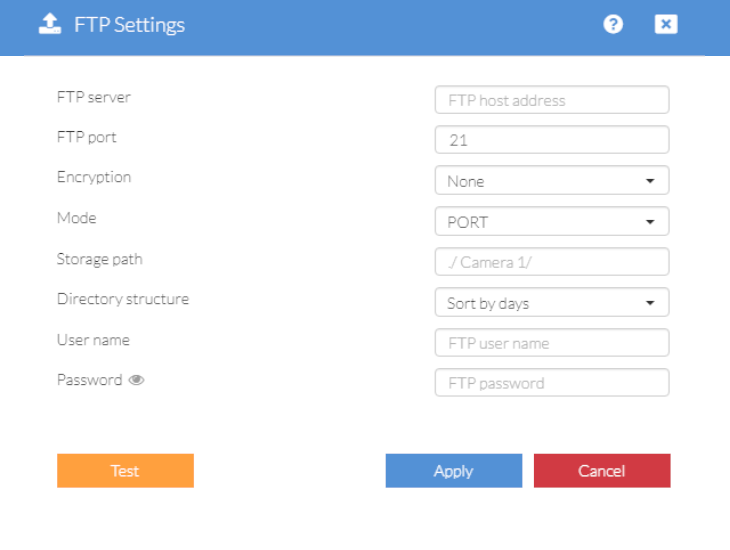 FTP Settings
FTP server FTP host address
FTP port 21
Encryption None
Mode PORT
Storage path ./ Camera 1/
Directory structure Sort by days
User name FTP user name
Password FTP password
Test Apply Cancel